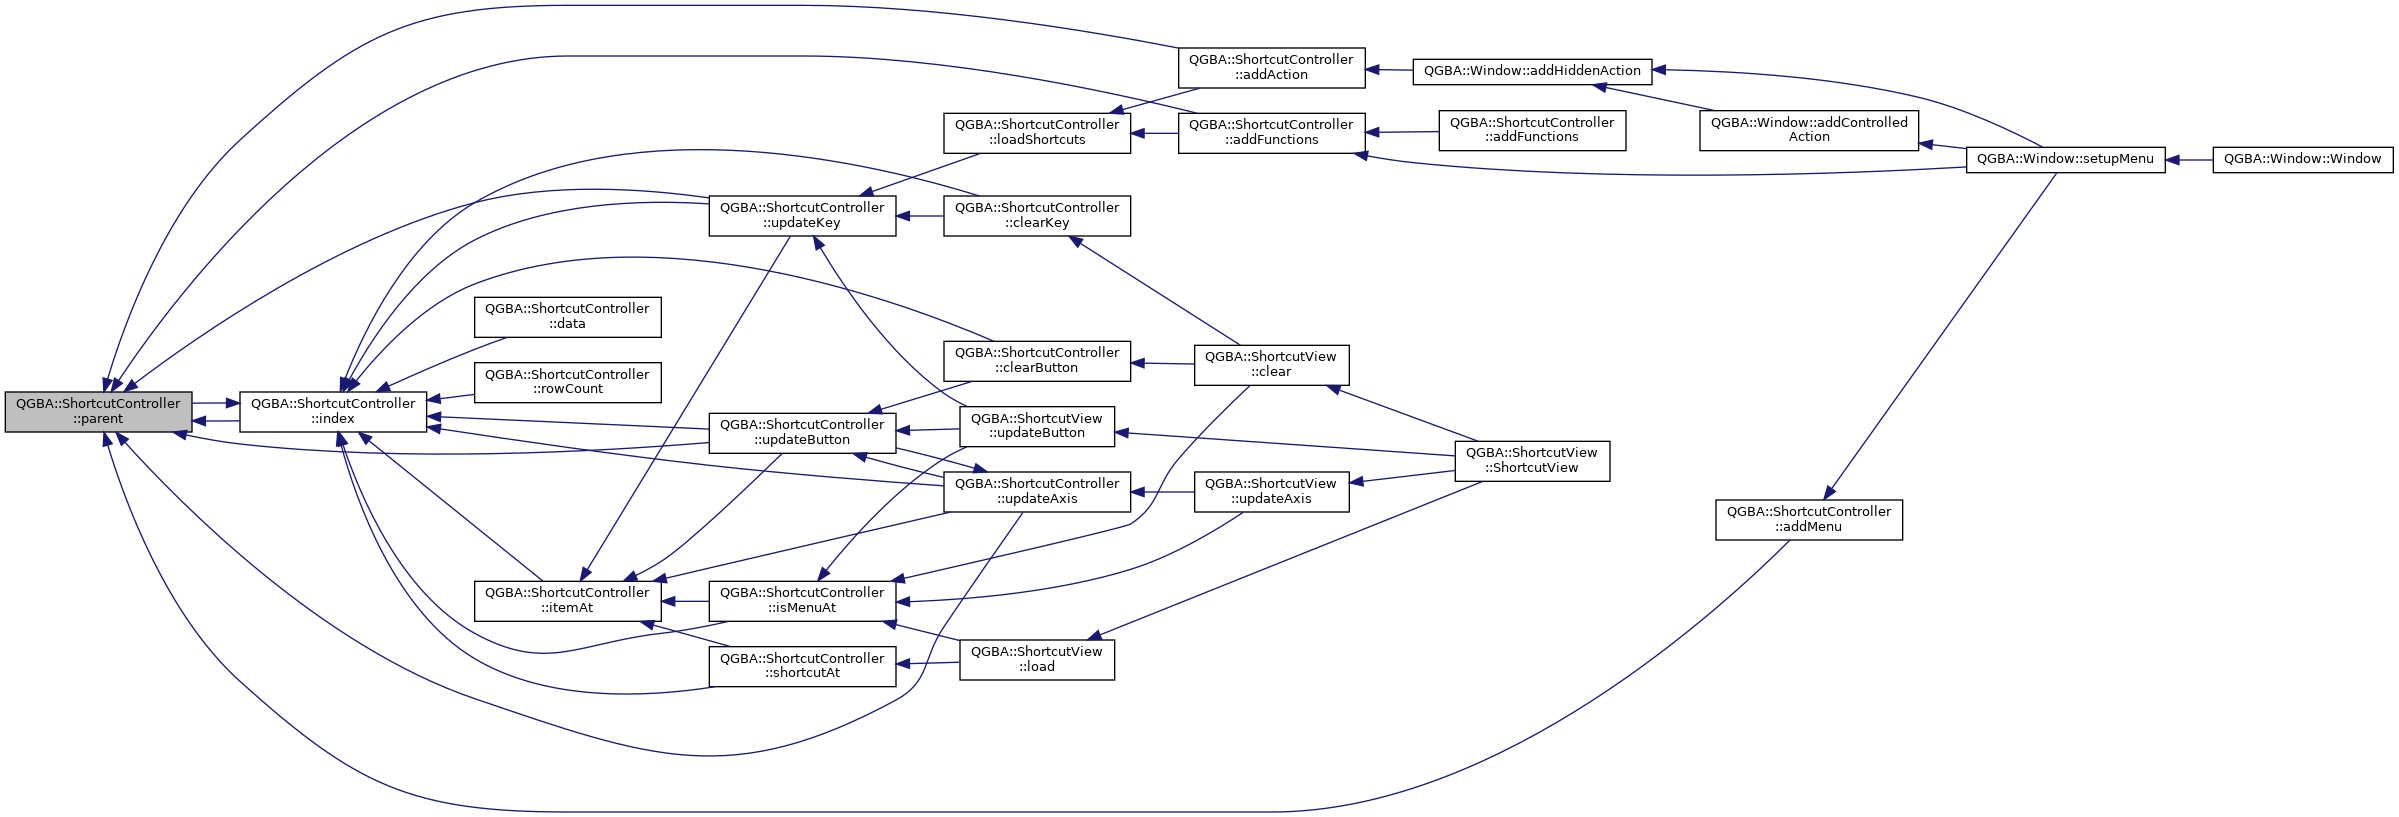 QGBA::ShortcutController
::parent
QGBA::ShortcutController
::index
QGBA::ShortcutController
::data
QGBA::ShortcutController
::rowCount
QGBA::ShortcutController
::itemAt
QGBA::ShortcutController
::updateKey
QGBA::ShortcutController
::updateButton
QGBA::ShortcutController
::isMenuAt
QGBA::ShortcutController
::shortcutAt
QGBA::ShortcutController
::loadShortcuts
QGBA::ShortcutController
::clearKey
QGBA::ShortcutController
::clearButton
QGBA::ShortcutView
::updateButton
QGBA::ShortcutController
::updateAxis
QGBA::ShortcutView
::load
QGBA::ShortcutController
::addAction
QGBA::ShortcutController
::addFunctions
QGBA::ShortcutView
::clear
QGBA::ShortcutView
::updateAxis
QGBA::Window::addHiddenAction
QGBA::ShortcutController
::addFunctions
QGBA::ShortcutView
::ShortcutView
QGBA::Window::addControlled
Action
QGBA::ShortcutController
::addMenu
QGBA::Window::setupMenu
QGBA::Window::Window